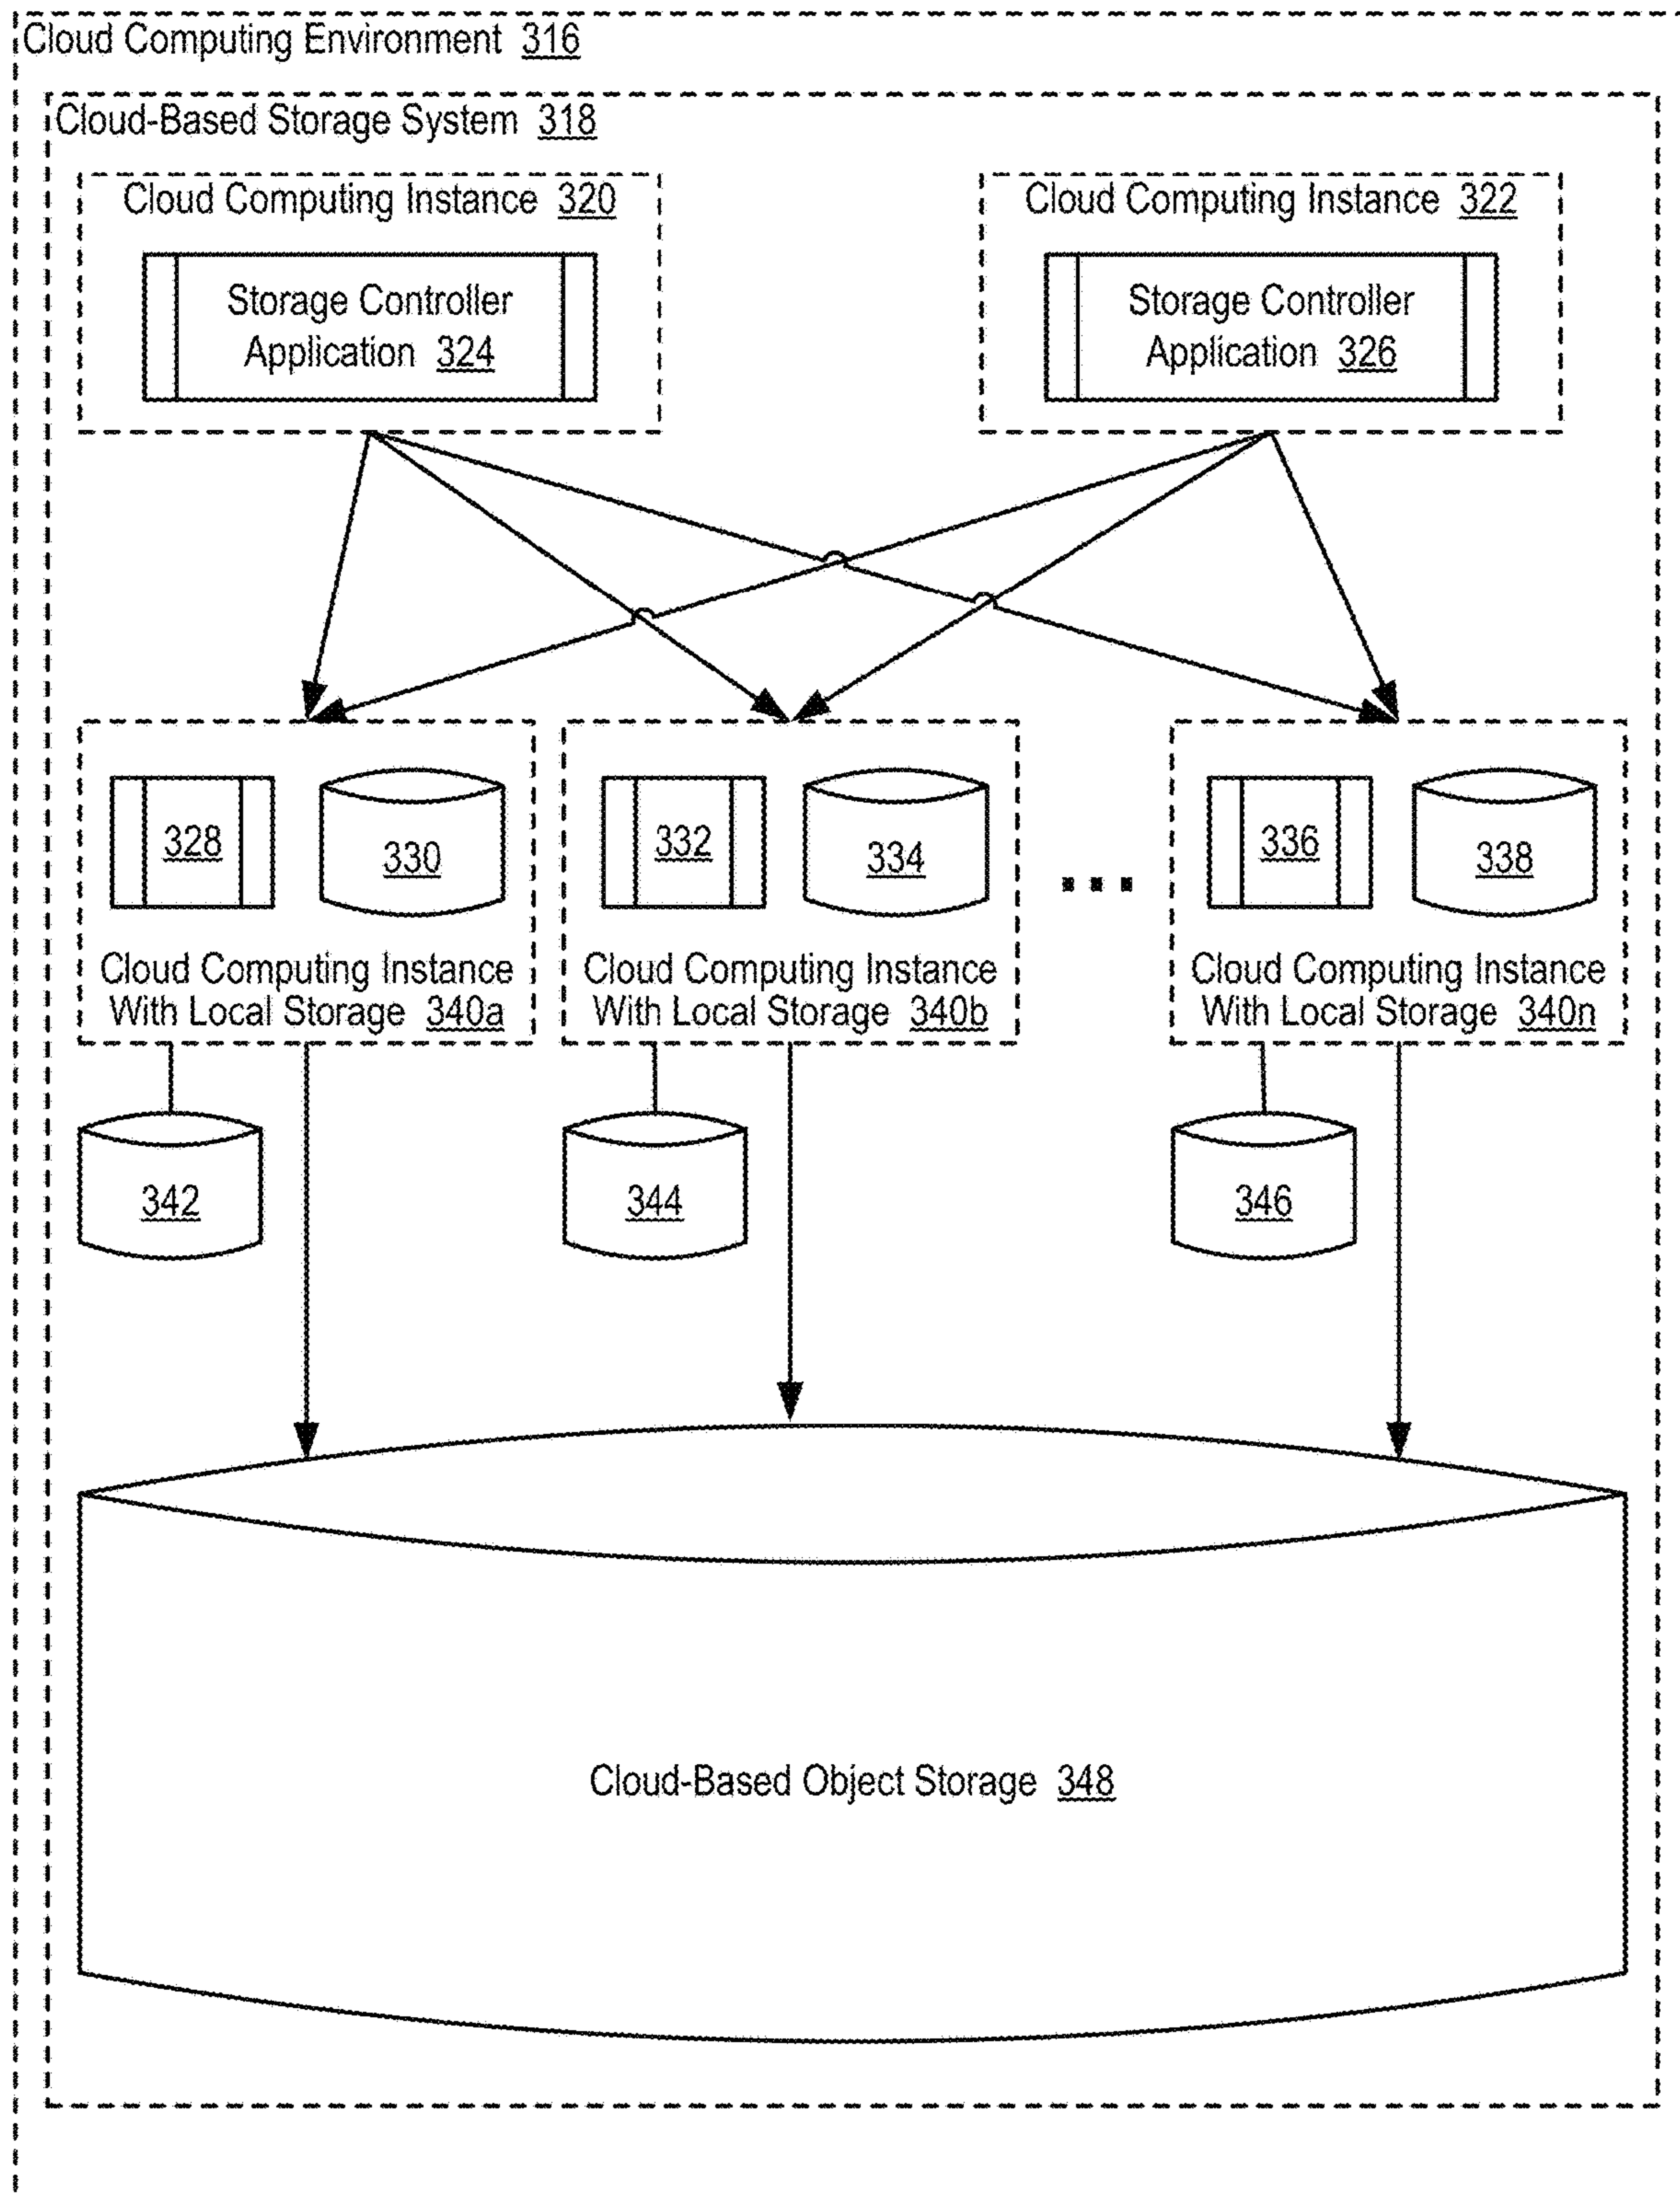 Cloud Computing Environment 316
Cloud-Based Storage System 318
Cloud Computing Instance 320
Storage Controller
Application 324
Cloud Computing Instance 322
Storage Controller
Application 326
328
330
Cloud Computing Instance
With Local Storage 340a
332
334
Cloud Computing Instance
With Local Storage 340b
...
336
338
Cloud Computing Instance
With Local Storage 340n
342
344
346
Cloud-Based Object Storage 348